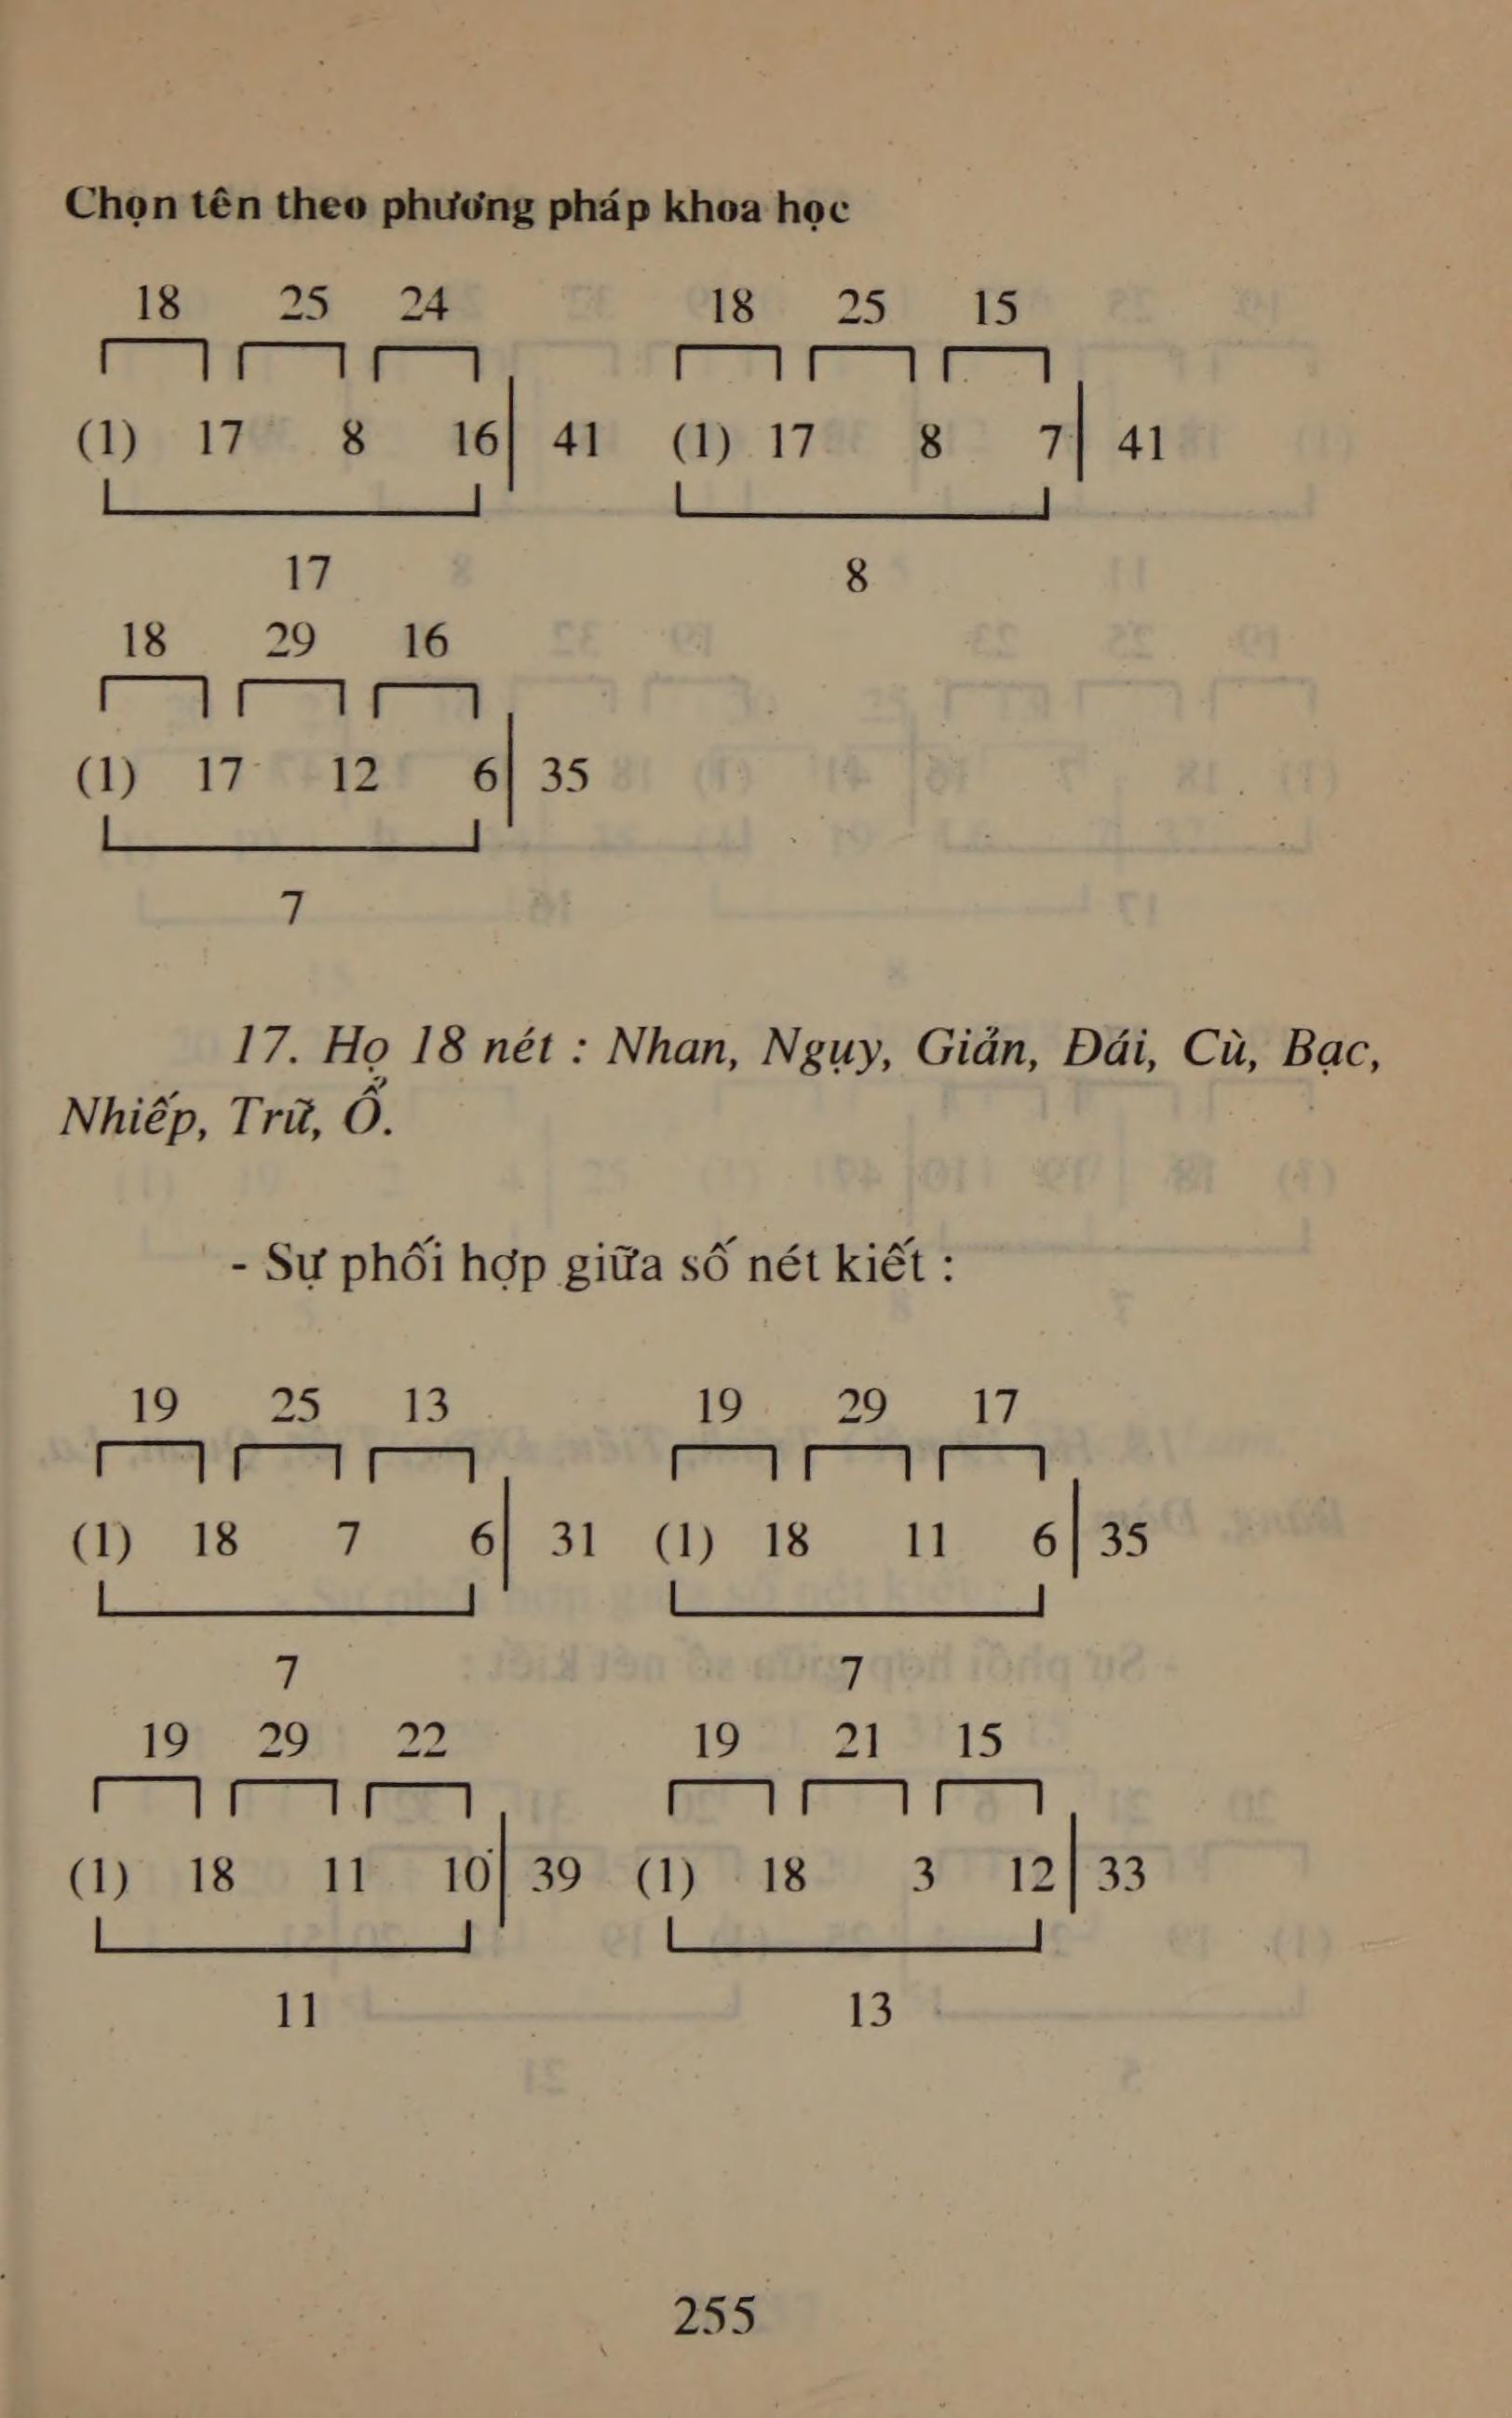 Chọn tên theo phương pháp khoa học
18 25 24 18 25 15
(1) 17 8 16 41 (1) 17 8 7 41
17 8
18 29 16
(1) 17 12 6 35
7
17. Họ 18 nét : Nhan, Ngụy, Giản, Đái, Cù, Bạc,
Nhiếp, Trữ, Ổ.
- Sự phối hợp giữa số nét kiết :
19 25 13 19 29 17
(1) 18 7 6 31 (1) 18 11 6 35
7 7
19 29 22 19 21 15
(1) 18 11 10 39 (1) 18 3 12 33
11 13
255